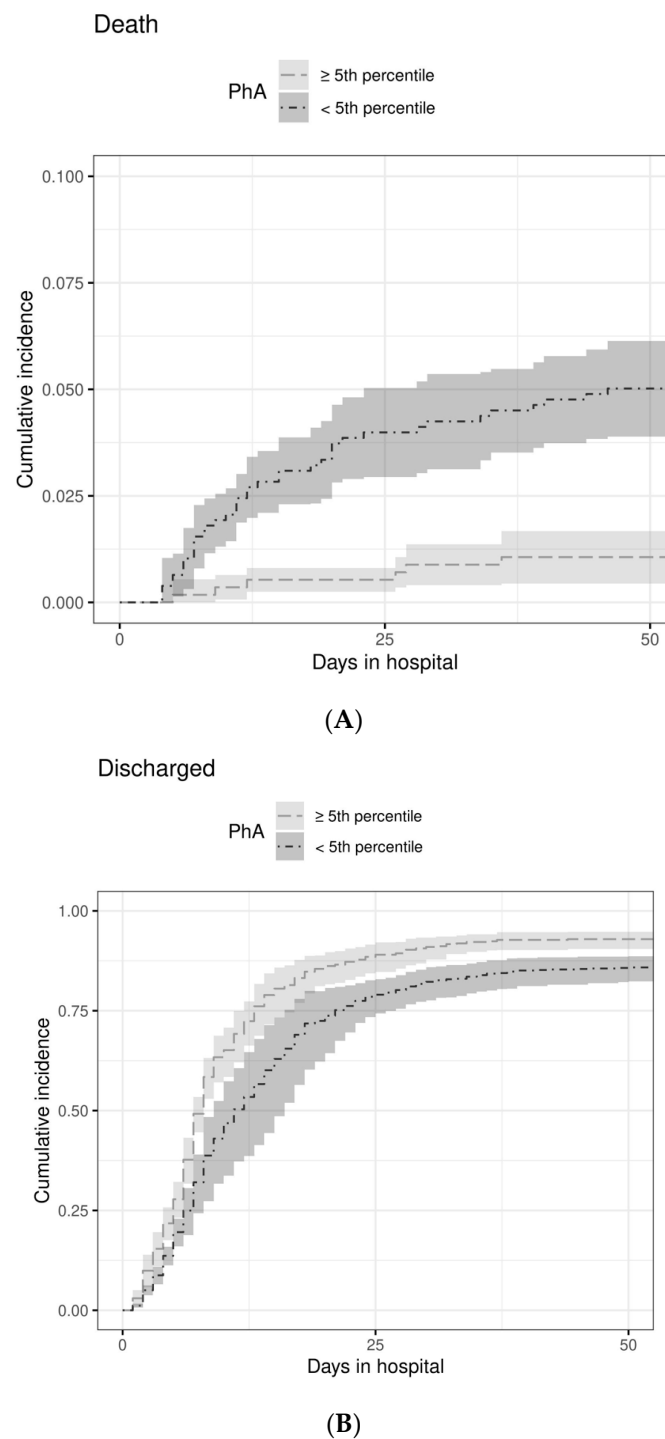 Death
PhA
≥ 5th percentile
< 5th percentile
Cumulative incidence
0.100
0.075
0.050
0.025
0.000
0 25 50
Days in hospital
(A)
Discharged
PhA
≥ 5th percentile
< 5th percentile
Cumulative incidence
1.00
0.75
0.50
0.25
0.00
0 25 50
Days in hospital
(B)